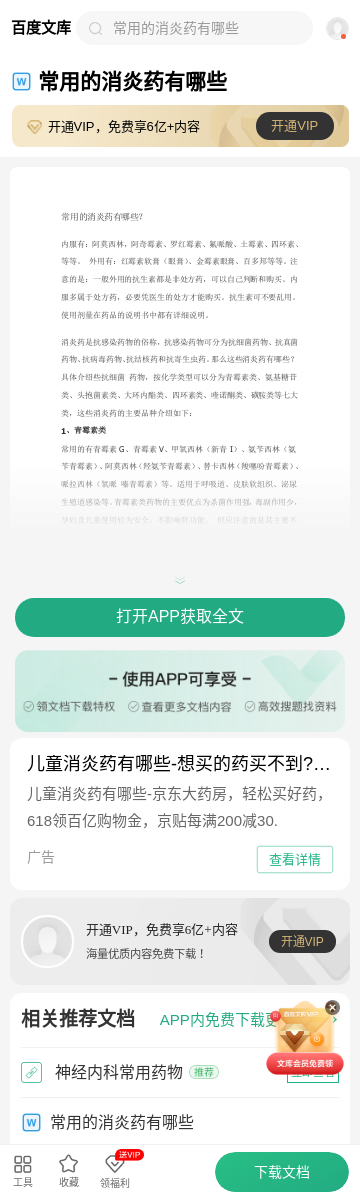 百度文库
常用的消炎药有哪些
W 常用的消炎药有哪些
开通VIP，免费享6亿+内容
开通VIP
常用的消炎药有哪些？
内服有：阿莫西林、阿奇霉素、罗红霉素、氟哌酸、土霉素、四环素、
等等。 外用有：红霉素软膏（眼膏）、金霉素眼膏、百多邦等等。注
意的是：一般外用的抗生素都是非处方药，可以自己判断和购买。内
服多属于处方药，必要凭医生的处方才能购买。抗生素可不要乱用。
使用剂量在药品的说明书中都有详细说明。
消炎药是抗感染药物的俗称，抗感染药物可分为抗细菌药物、抗真菌
药物、抗病毒药物、抗结核药和抗寄生虫药。那么这些消炎药有哪些？
具体介绍些抗细菌 药物，按化学类型可以分为青霉素类、氨基糖苷
类、头孢菌素类、大环内酯类、四环素类、喹诺酮类、磺胺类等七大
类，这些消炎药的主要品种介绍如下：
1、青霉素类
常用的有青霉素 G、青霉素 V、甲氧西林（新青 I）、氨苄西林（氨
苄青霉素）、阿莫西林（羟氨苄青霉素）、替卡西林（羧噻吩青霉素）、
哌拉西林（氧哌 嗪青霉素）等。适用于呼吸道、皮肤软组织、泌尿
生殖道感染等。青霉素类药物的主要优点为杀菌作用强，毒副作用少，
打开APP获取全文
– 使用APP可享受 –
领文档下载特权 查看更多文档内容 高效搜题找资料
儿童消炎药有哪些-想买的药买不到?…
儿童消炎药有哪些-京东大药房，轻松买好药，
618领百亿购物金，京贴每满200减30.
广告
查看详情
开通VIP，免费享6亿+内容
海量优质内容免费下载！
开通VIP
相关推荐文档
APP内免费下载更
百度文库VIP
文库会员免费领
神经内科常用药物 推荐
W 常用的消炎药有哪些
工具
收藏
送VIP
领福利
下载文档